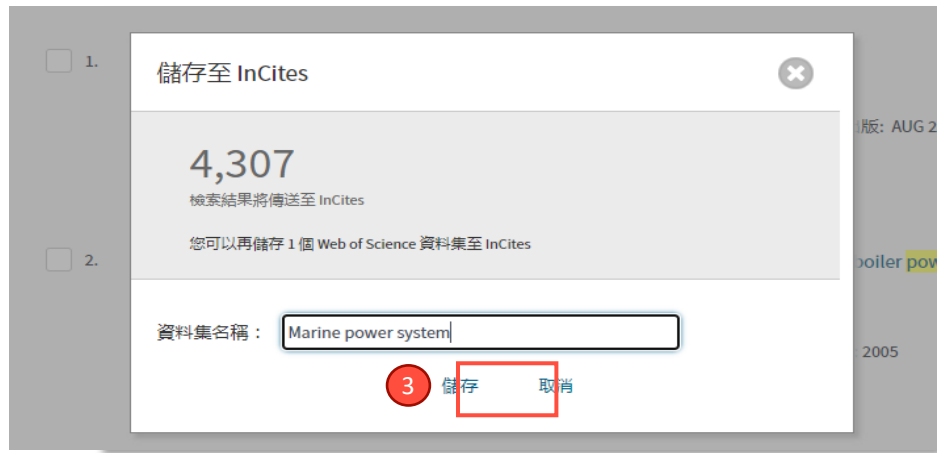 1.
儲存至 InCites
版: AUG 2
4,307
檢索結果將傳送至 InCites
您可以再儲存 1 個 Web of Science 資料集至 InCites
2.
boiler pow
資料集名稱： Marine power system
2005
3 儲存 取消